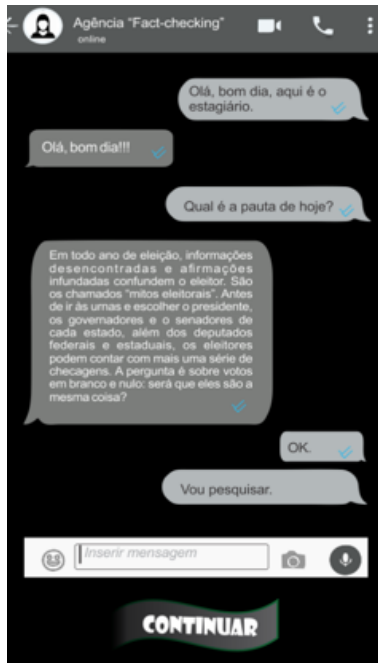 Agência "Fact-checking"
online
Olá, bom dia, aqui é o
estagiário.
Olá, bom dia!!!
Qual é a pauta de hoje?
Em todo ano de eleição, informações
desencontradas e afirmações
infundadas confundem o eleitor. São
os chamados "mitos eleitorais". Antes
de ir às urnas e escolher o presidente,
os governadores e o senadores de
cada estado, além dos deputados
federais e estaduais, os eleitores
podem contar com mais uma série de
checagens. A pergunta é sobre votos
em branco e nulo: será que eles são a
mesma coisa?
OK.
Vou pesquisar.
Inserir mensagem
CONTINUAR